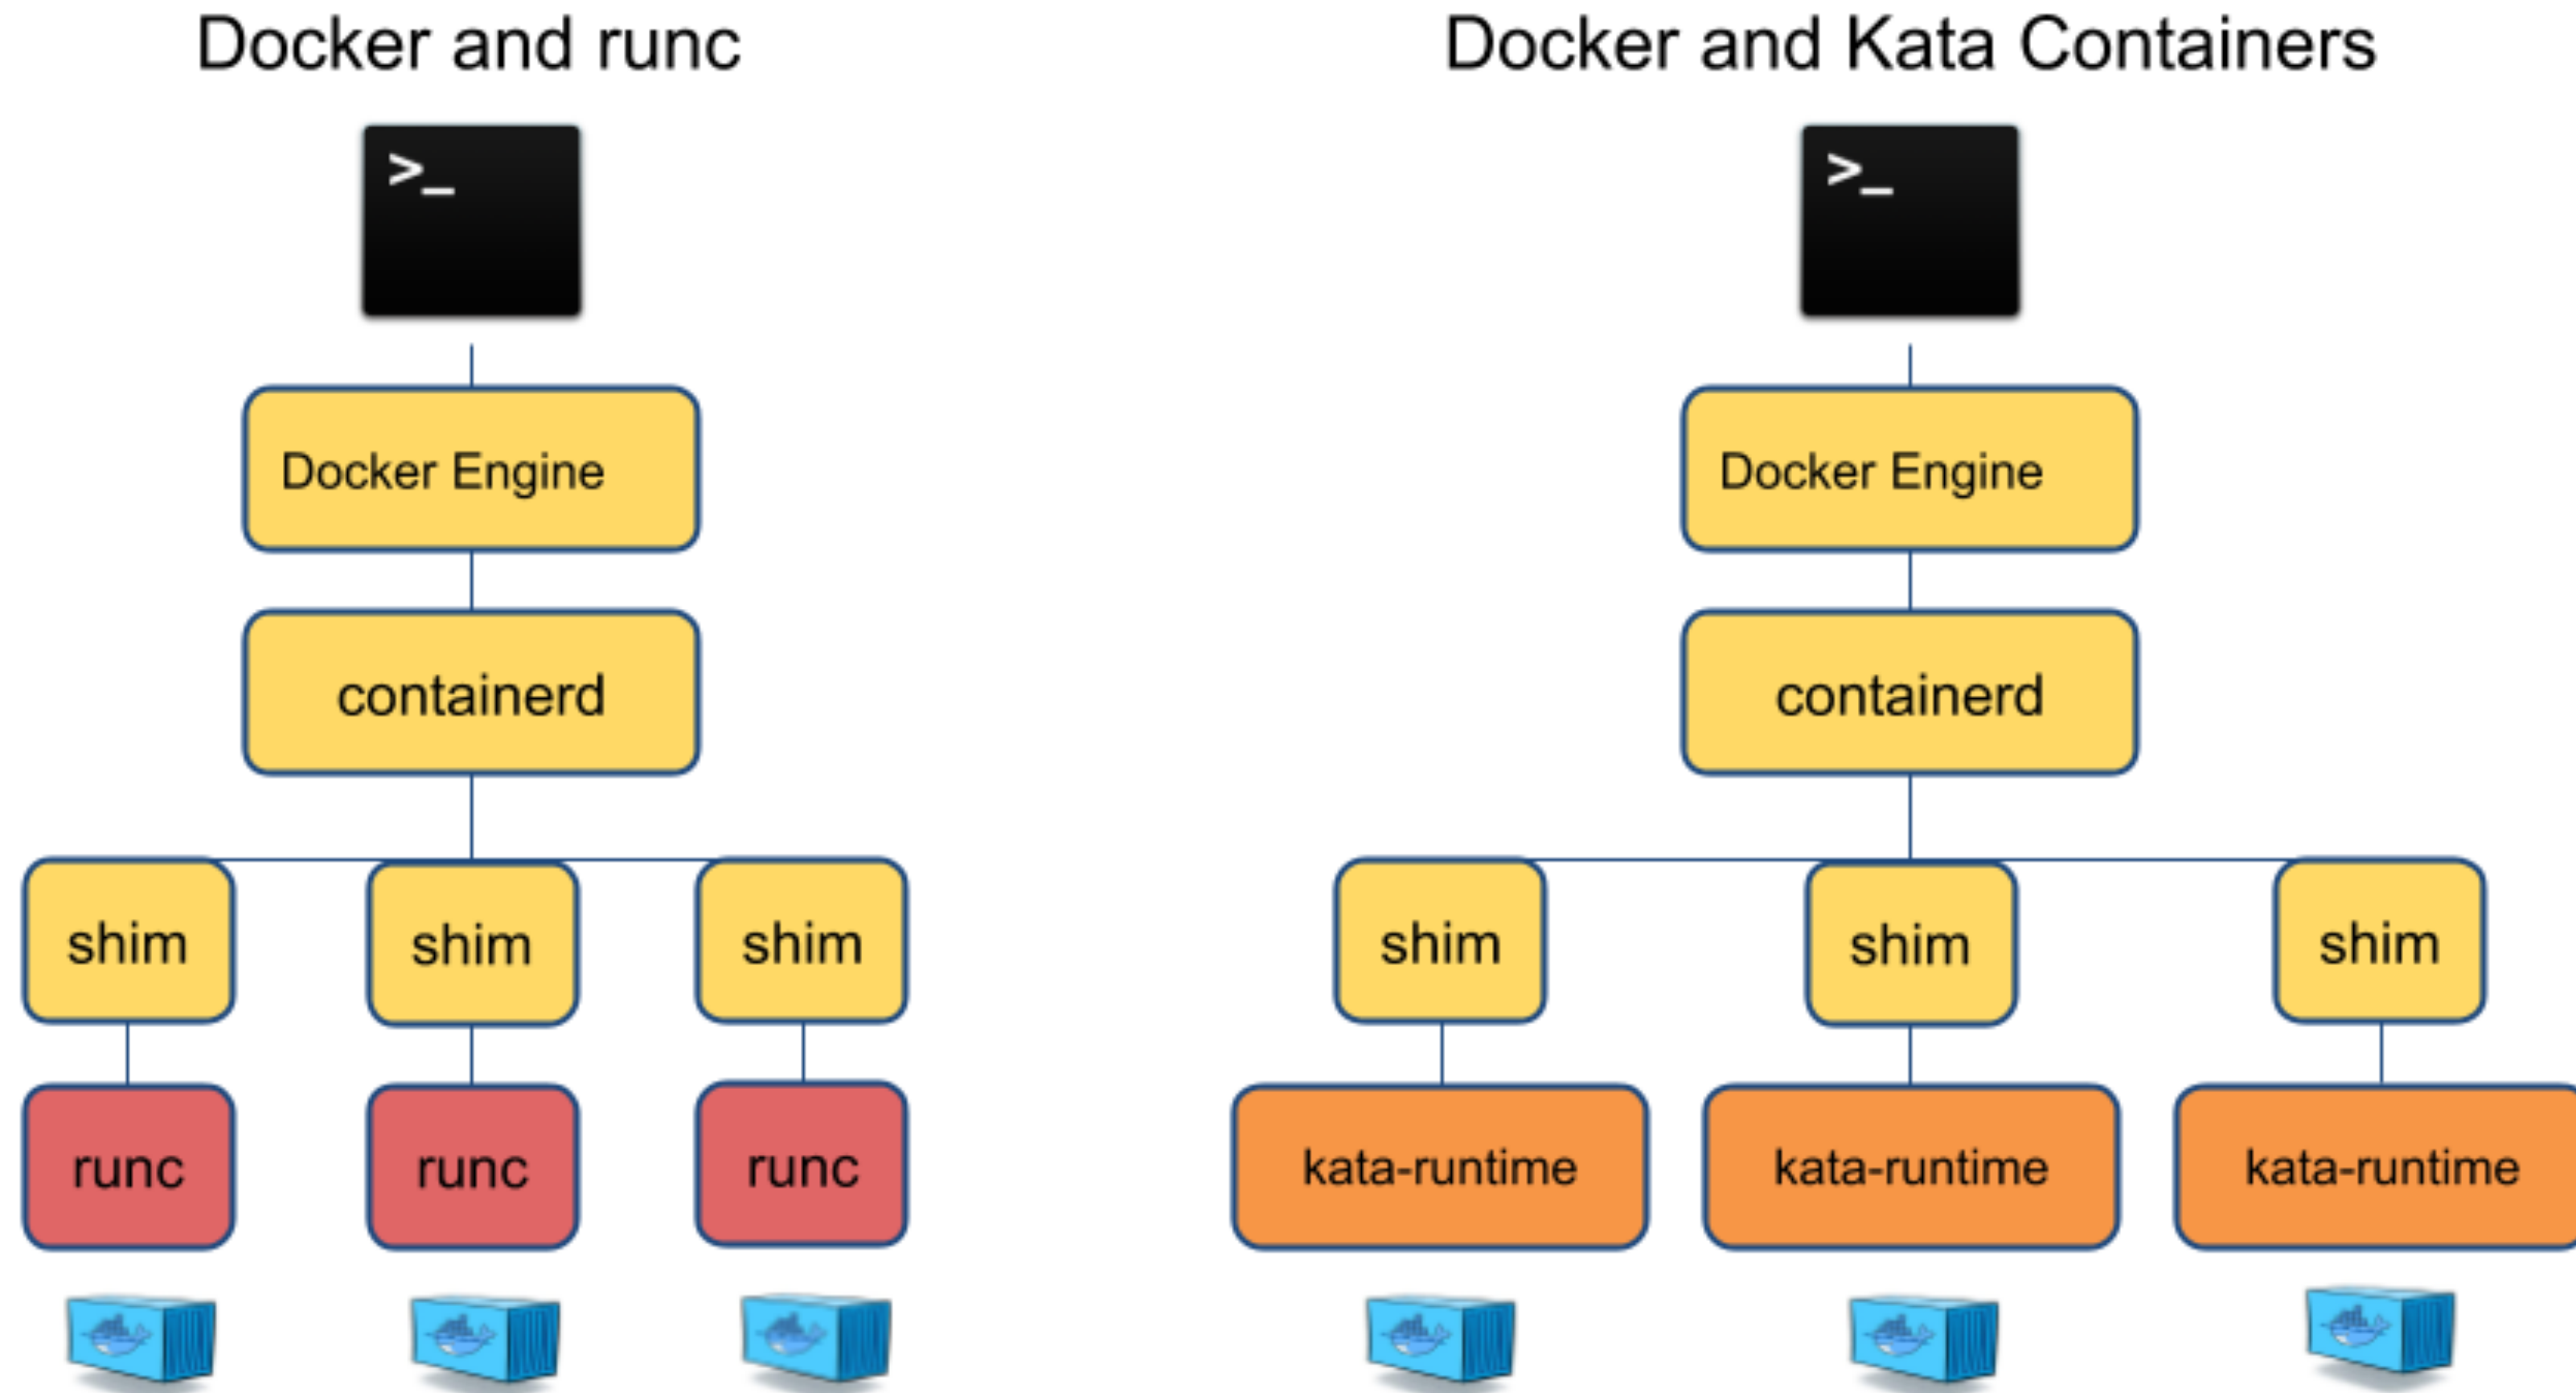 Docker and runc
>_
Docker Engine
containerd
shim
shim
shim
runc
runc
runc
Docker and Kata Containers
>_
Docker Engine
containerd
shim
shim
shim
kata-runtime
kata-runtime
kata-runtime